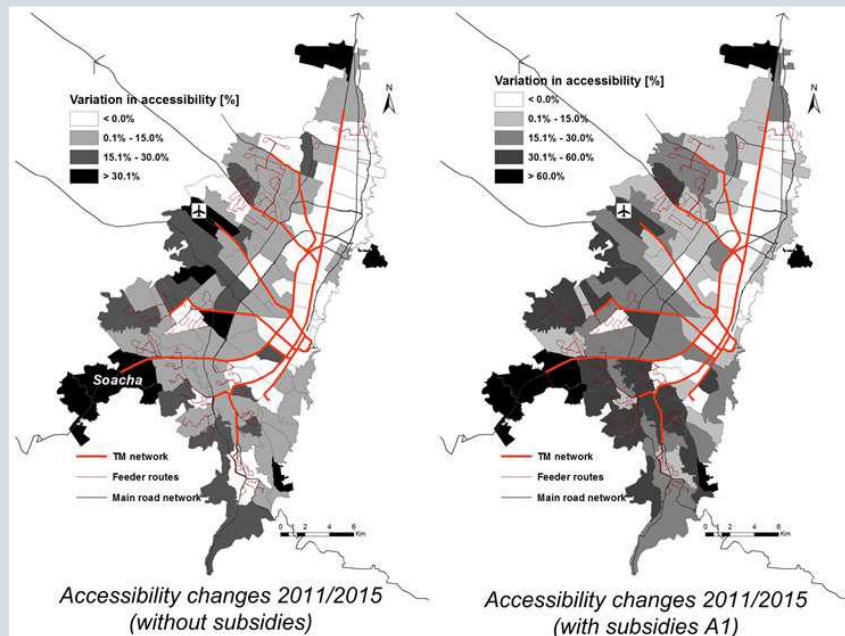 Variation in accessibility [%]
< 0.0%
0.1% - 15.0%
15.1% - 30.0%
> 30.1%
N
Soacha
TM network
Feeder routes
Main road network
0 1 2 4 6
Km
Accessibility changes 2011/2015
(without subsidies)
Variation in accessibility [%]
< 0.0%
0.1% - 15.0%
15.1% - 30.0%
30.1% - 60.0%
> 60.0%
N
TM network
Feeder routes
Main road network
0 1 2 4 6
Km
Accessibility changes 2011/2015
(with subsidies A1)